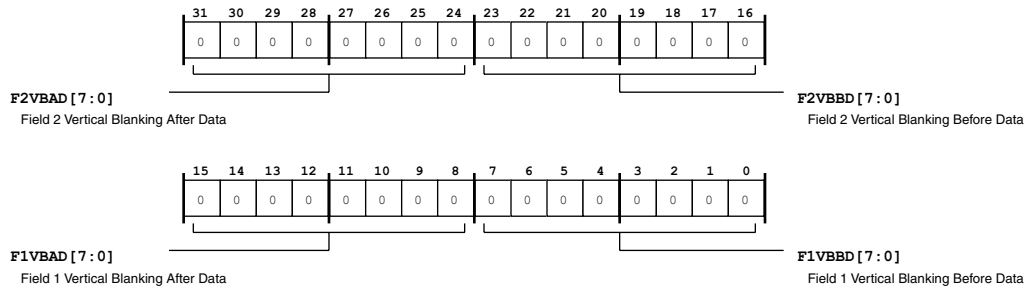 31 30 29 28 27 26 25 24 23 22 21 20 19 18 17 16
0 0 0 0 0 0 0 0 0 0 0 0 0 0 0 0
F2VBAD[7:0] F2VBBD[7:0]
Field 2 Vertical Blanking After Data Field 2 Vertical Blanking Before Data
15 14 13 12 11 10 9 8 7 6 5 4 3 2 1 0
0 0 0 0 0 0 0 0 0 0 0 0 0 0 0 0
F1VBAD[7:0] F1VBBD[7:0]
Field 1 Vertical Blanking After Data Field 1 Vertical Blanking Before Data